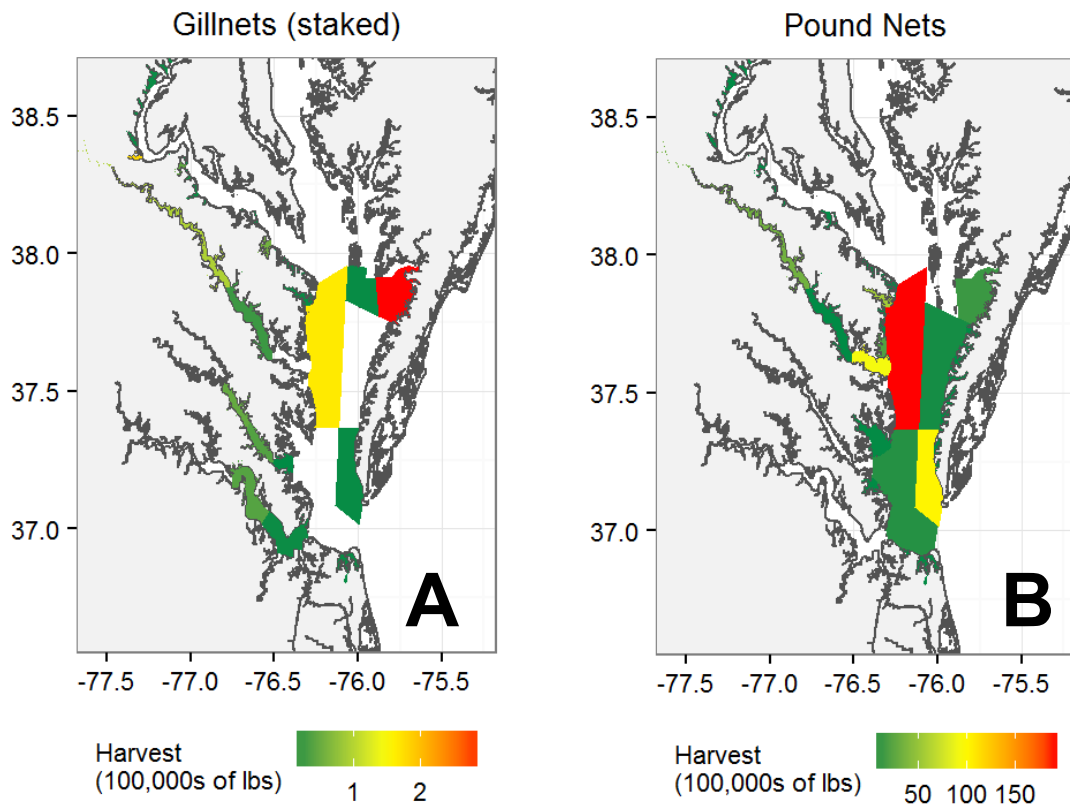 Gillnets (staked)
Pound Nets
38.5
38.0
37.5
37.0
-77.5 -77.0 -76.5 -76.0 -75.5
A
Harvest
(100,000s of lbs)
1 2
38.5
38.0
37.5
37.0
-77.5 -77.0 -76.5 -76.0 -75.5
B
Harvest
(100,000s of lbs)
50 100 150